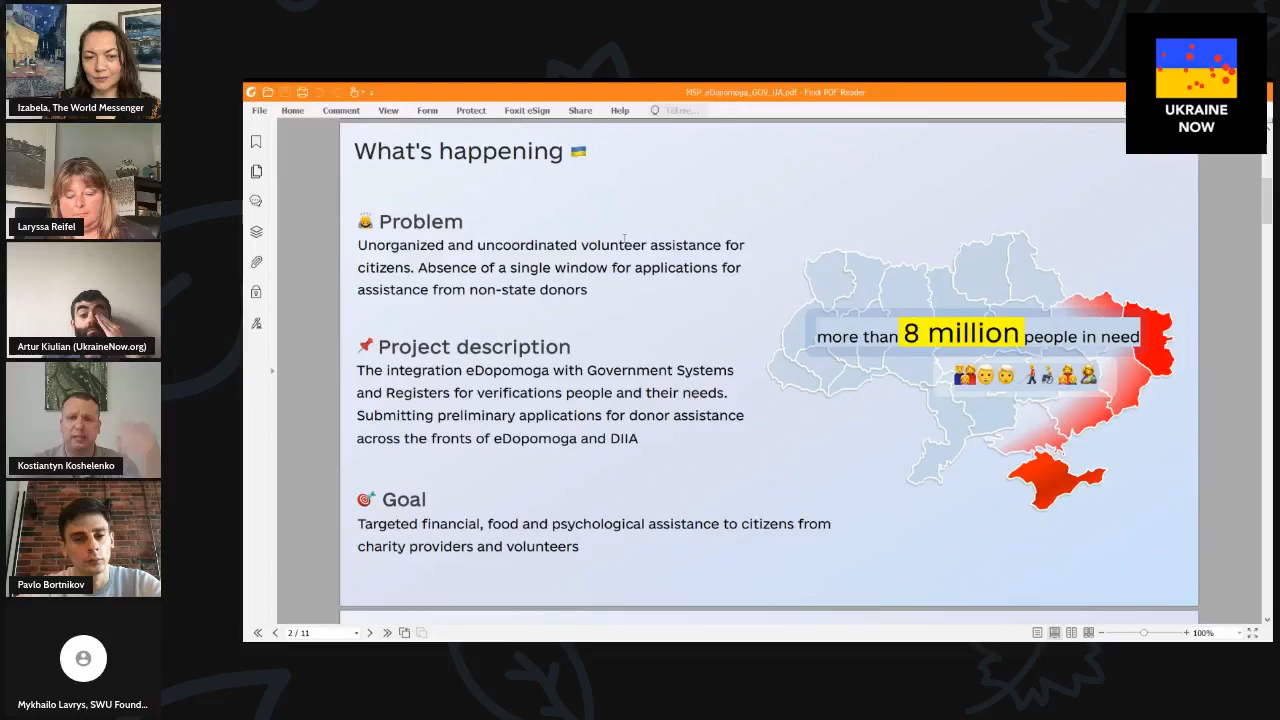 Izabela, The World Messenger
Laryssa Reifel
Artur Kiulian (UkraineNow.org)
Kostiantyn Koshelenko
Pavlo Bortnikov
Mykhailo Lavrys, SWU Found...
MSP_eDopomoga_GOV_UA.pdf - Foxit PDF Reader
File Home Comment View Form Protect Foxit eSign Share Help Tell me...
UKRAINE
NOW
What's happening
Problem
Unorganized and uncoordinated volunteer assistance for
citizens. Absence of a single window for applications for
assistance from non-state donors
Project description
The integration eDopomoga with Government Systems
and Registers for verifications people and their needs.
Submitting preliminary applications for donor assistance
across the fronts of eDopomoga and DIIA
Goal
Targeted financial, food and psychological assistance to citizens from
charity providers and volunteers
more than 8 million people in need
2 / 11
100%